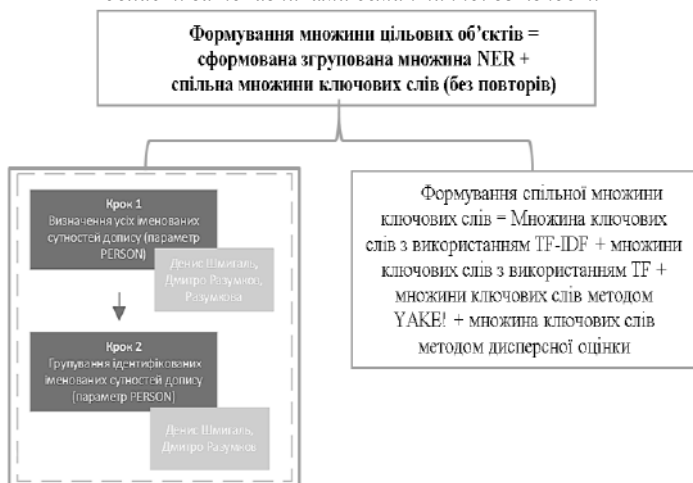 Формування множини цільових об’єктів =
сформована згрупована множина NER +
спільна множини ключових слів (без повторів)
Крок 1
Визначення усіх іменованих
сутностей допису (параметр
PERSON)
Денис Шмигаль,
Дмитро Разумков,
Разумкова
Крок 2
Групування ідентифікованих
іменованих сутностей допису
(параметр PERSON)
Денис Шмигаль,
Дмитро Разумков
Формування спільної множини
ключових слів = Множина ключових
слів з використанням TF-IDF + множини
ключових слів з використанням TF +
множини ключових слів методом
YAKE! + множина ключових слів
методом дисперсної оцінки